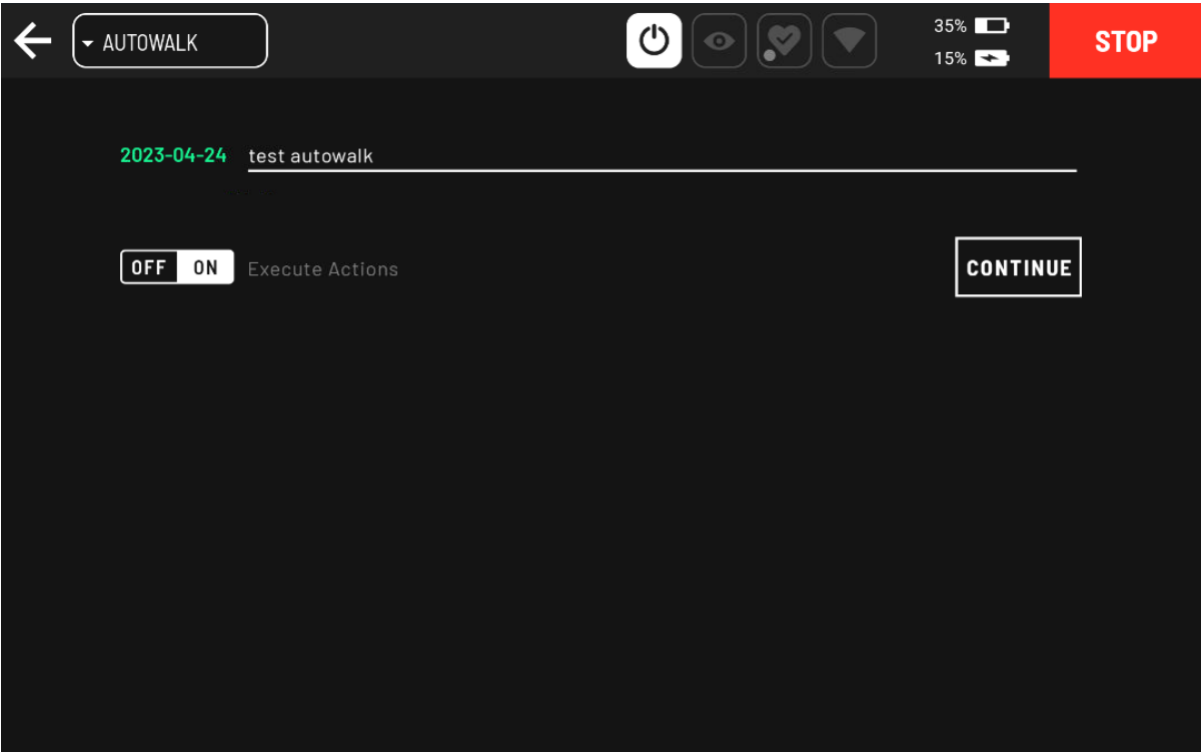 AUTOWALK
35%
15%
STOP
2023-04-24 test autowalk
OFF ON Execute Actions
CONTINUE